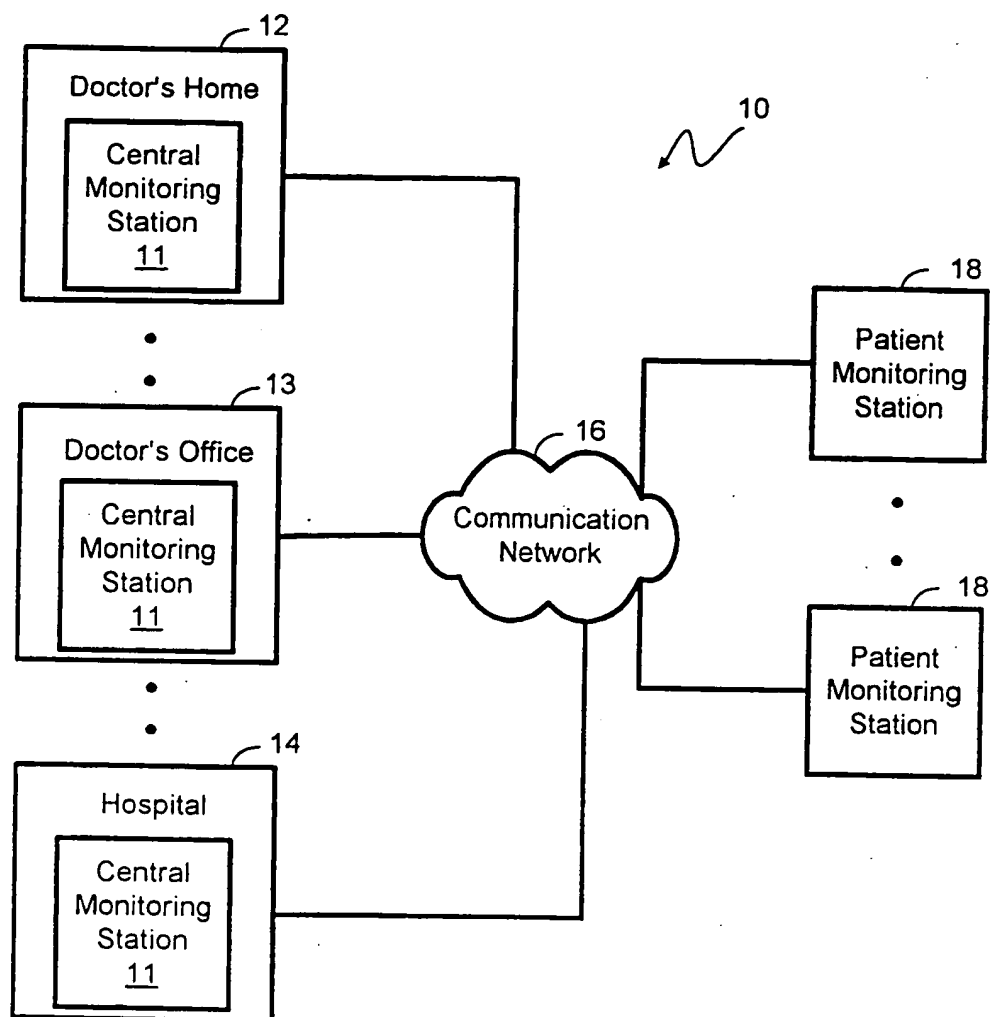 12
Doctor's Home
Central
Monitoring
Station
11
10
13
Doctor's Office
Central
Monitoring
Station
11
14
Hospital
Central
Monitoring
Station
11
16
Communication
Network
18
Patient
Monitoring
Station
18
Patient
Monitoring
Station